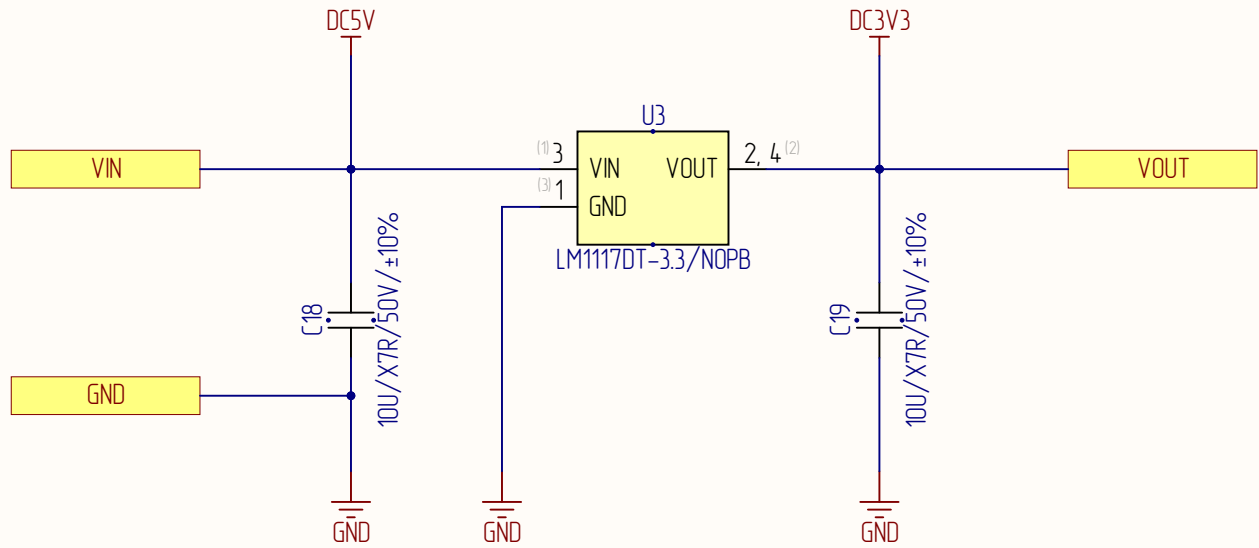 DC5V
DC3V3
U3
VIN
(1) 3
VIN
VOUT
2, 4 (2)
VOUT
(3) 1
GND
LM1117DT-3.3/NOPB
C18
10U/X7R/50V/±10%
C19
10U/X7R/50V/±10%
GND
GND
GND
GND